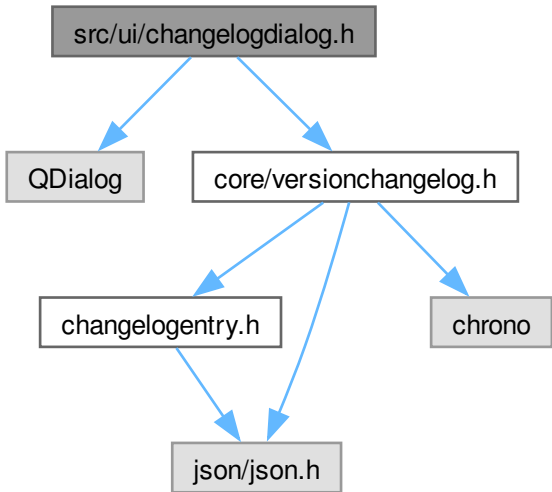 src/ui/changelogdialog.h
QDialog
core/versionchangelog.h
changelogentry.h
chrono
json/json.h